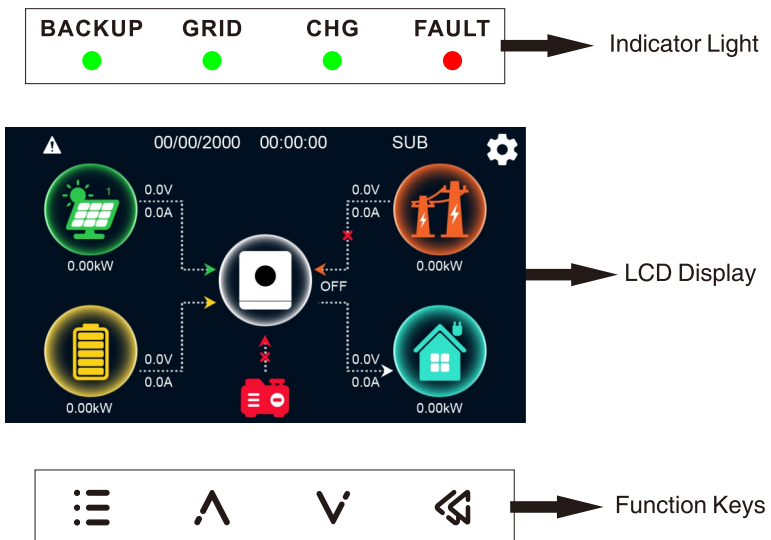 BACKUP GRID CHG FAULT
Indicator Light
00/00/2000 00:00:00 SUB
1
0.0V
0.0A
0.00kW
0.0V
0.0A
0.00kW
OFF
LCD Display
0.0V
0.0A
0.00kW
0.0V
0.0A
0.00kW
Function Keys